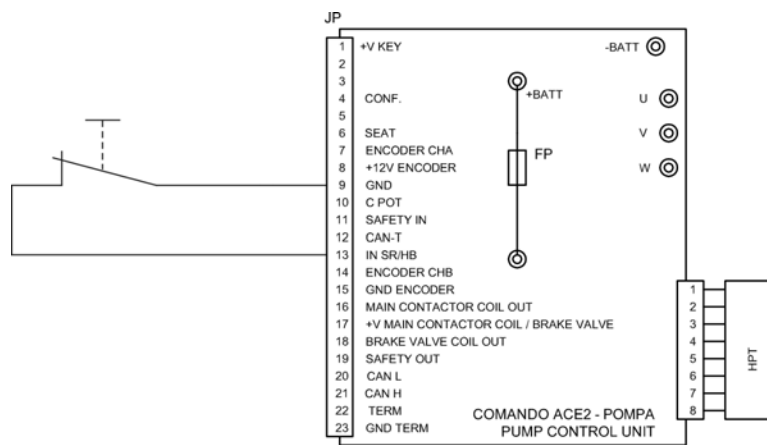 JP
1 +V KEY
2
3
4 CONF.
5
6 SEAT
7 ENCODER CHA
8 +12V ENCODER
9 GND
10 C POT
11 SAFETY IN
12 CAN-T
13 IN SR/HB
14 ENCODER CHB
15 GND ENCODER
16 MAIN CONTACTOR COIL OUT
17 +V MAIN CONTACTOR COIL / BRAKE VALVE
18 BRAKE VALVE COIL OUT
19 SAFETY OUT
20 CAN L
21 CAN H
22 TERM
23 GND TERM
+BATT
FP
-BATT
U
V
W
1
2
3
4
5
6
7
8
HPT
COMANDO ACE2 - POMPA
PUMP CONTROL UNIT